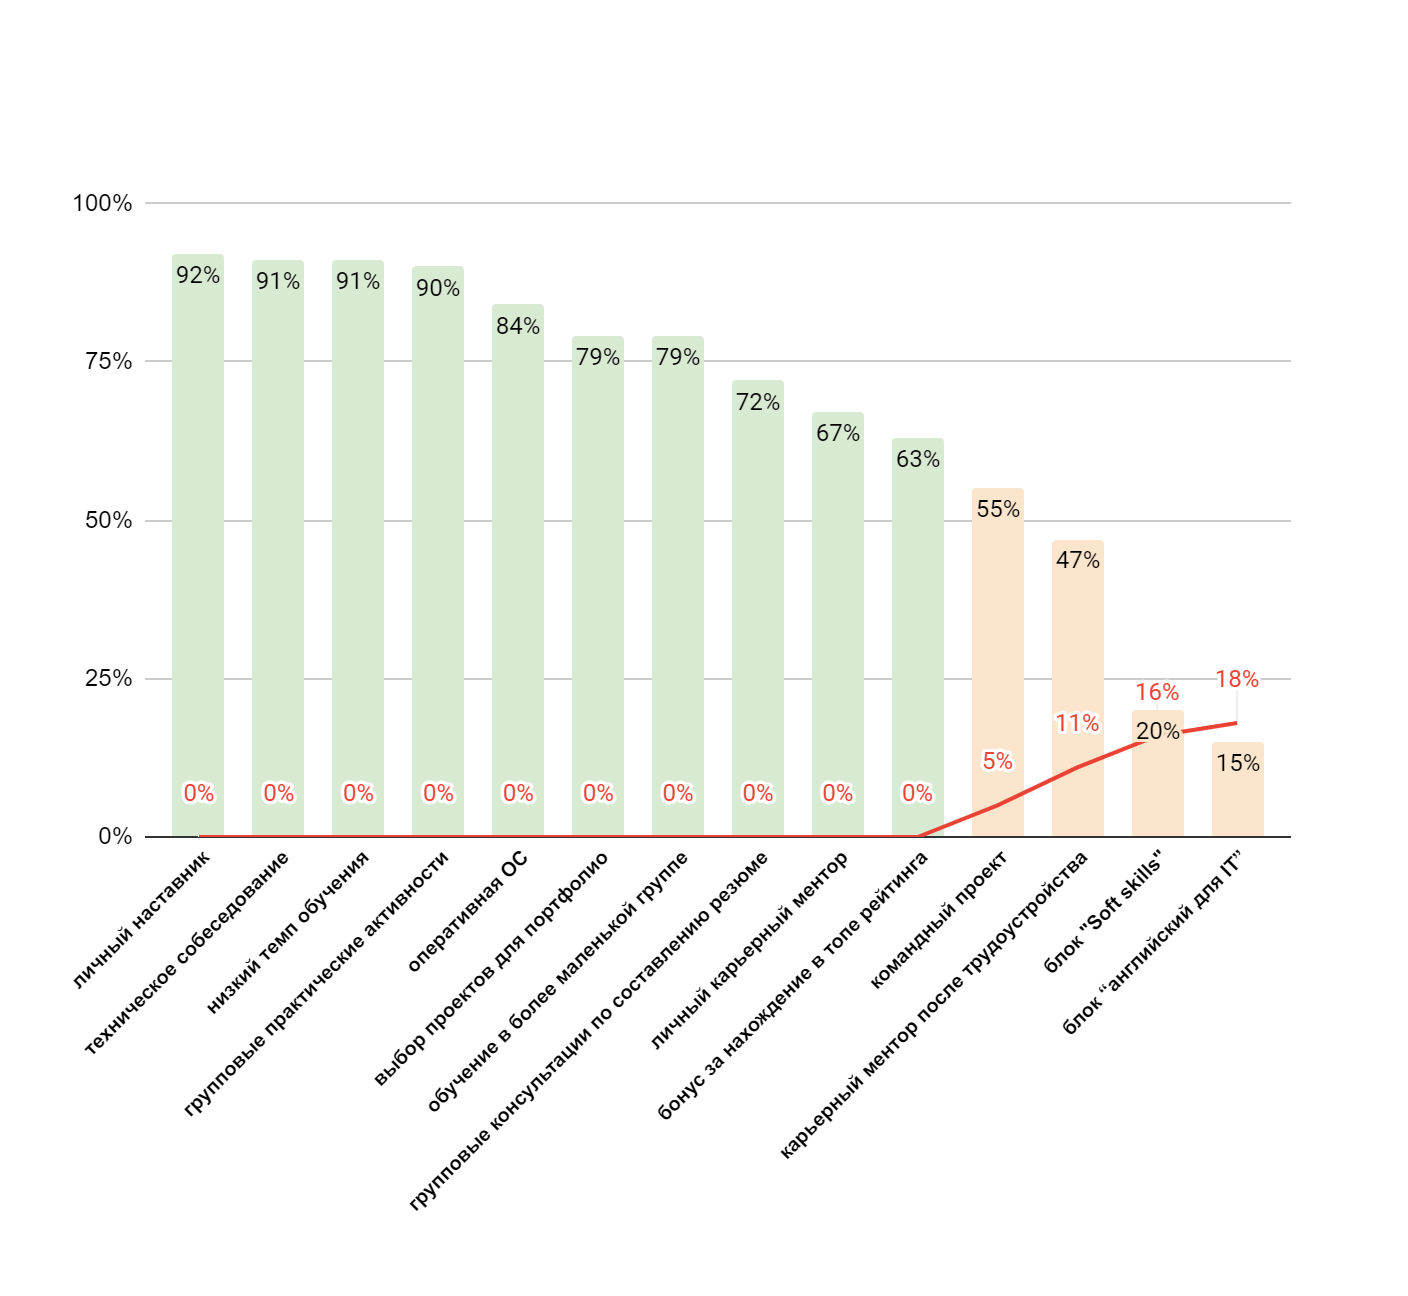 100%
75%
50%
25%
0%
92%
91%
91%
90%
84%
79%
79%
72%
67%
63%
55%
47%
20%
15%
0%
0%
0%
0%
0%
0%
0%
0%
0%
0%
5%
11%
16%
18%
личный наставник
техническое собеседование
низкий темп обучения
групповые практические активности
оперативная ОС
выбор проектов для портфолио
обучение в более маленькой группе
групповые консультации по составлению резюме
личный карьерный ментор
бонус за нахождение в топе рейтинга
командный проект
карьерный ментор после трудоустройства
блок "Soft skills"
блок “английский для IT”